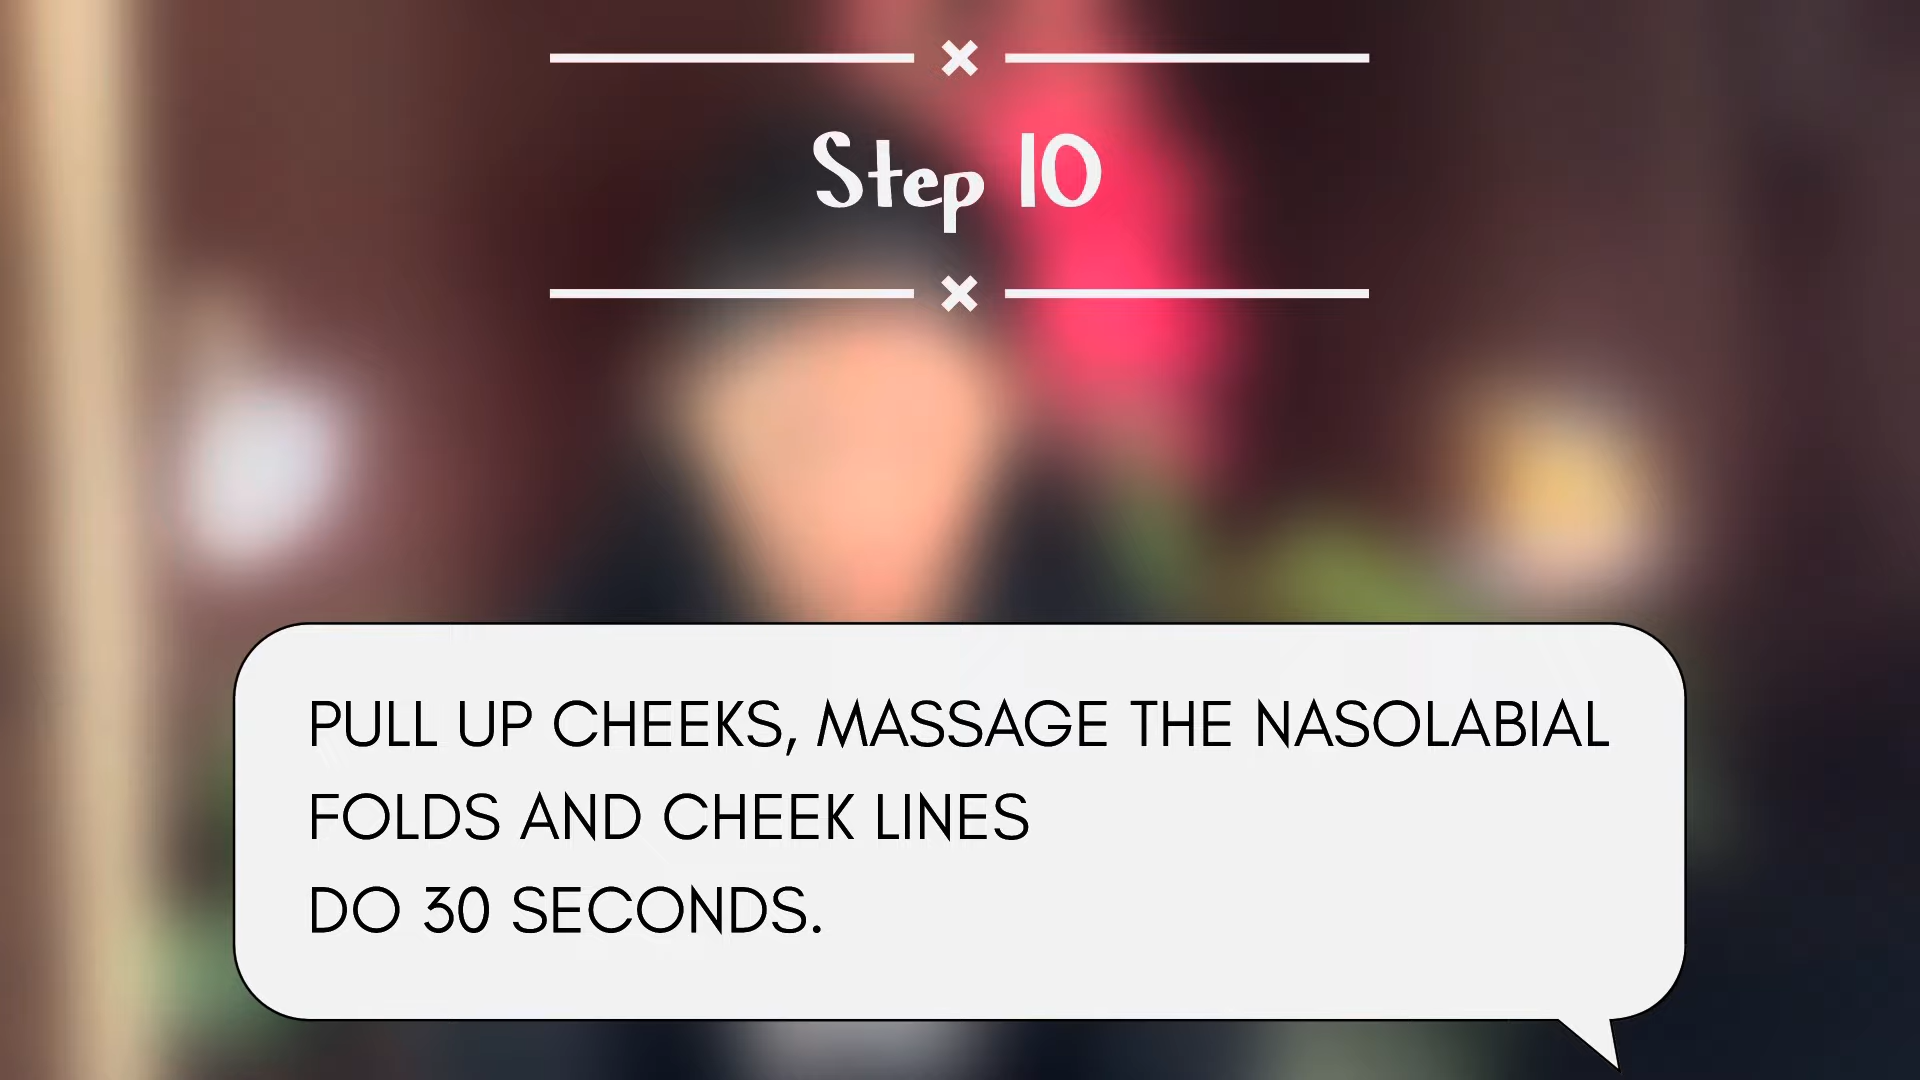 Step 10
PULL UP CHEEKS, MASSAGE THE NASOLABIAL
FOLDS AND CHEEK LINES
DO 30 SECONDS.